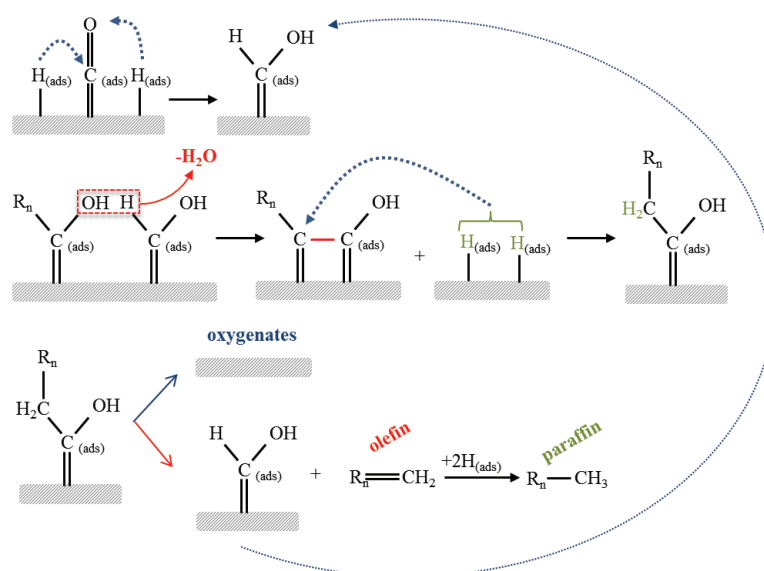 O
H(ads) C (ads) H(ads)
H OH
C (ads)
-H2O
Rn OH H OH
C (ads) C (ads)
Rn OH
C C (ads)
+
H(ads) H(ads)
Rn
H2C OH
C (ads)
oxygenates
Rn
H2C OH
C (ads)
H OH
C (ads)
+
olefin
Rn CH2
+2H(ads)
paraffin
Rn CH3